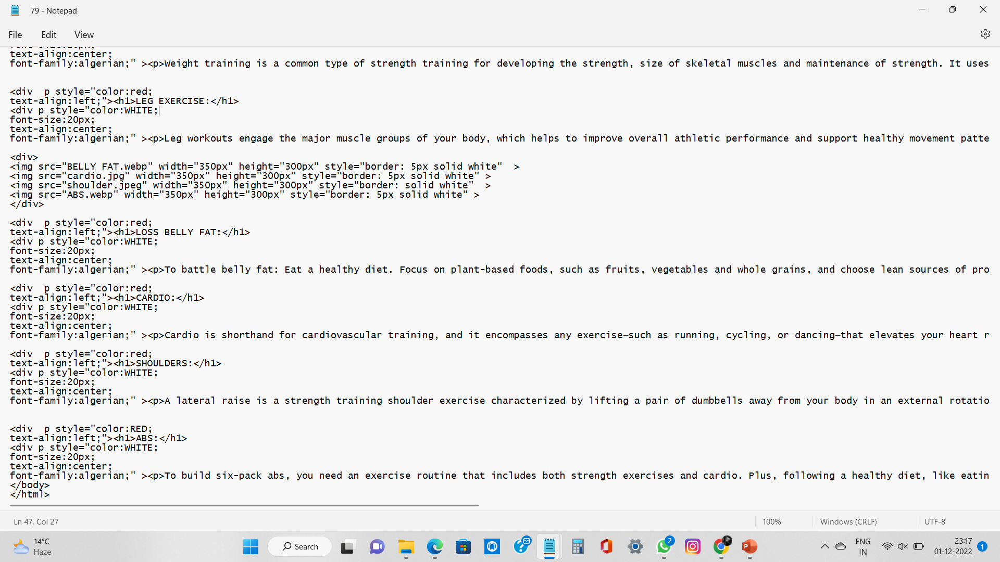 79 - Notepad
File Edit View
text-align:center;
font-family:algerian;" ><p>Weight training is a common type of strength training for developing the strength, size of skeletal muscles and maintenance of strength. It uses
<div  p style="color:red;
text-align:left;"><h1>LEG EXERCISE:</h1>
<div p style="color:WHITE;
font-size:20px;
text-align:center;
font-family:algerian;" ><p>Leg workouts engage the major muscle groups of your body, which helps to improve overall athletic performance and support healthy movement patte
<div>
<img src="BELLY FAT.webp" width="350px" height="300px" style="border: 5px solid white"  >
<img src="cardio.jpg" width="350px" height="300px" style="border: 5px solid white" >
<img src="shoulder.jpeg" width="350px" height="300px" style="border: solid white"  >
<img src="ABS.webp" width="350px" height="300px" style="border: 5px solid white" >
</div>
<div  p style="color:red;
text-align:left;"><h1>LOSS BELLY FAT:</h1>
<div p style="color:WHITE;
font-size:20px;
text-align:center;
font-family:algerian;" ><p>To battle belly fat: Eat a healthy diet. Focus on plant-based foods, such as fruits, vegetables and whole grains, and choose lean sources of pro
<div  p style="color:red;
text-align:left;"><h1>CARDIO:</h1>
<div p style="color:WHITE;
font-size:20px;
text-align:center;
font-family:algerian;" ><p>Cardio is shorthand for cardiovascular training, and it encompasses any exercise—such as running, cycling, or dancing—that elevates your heart r
<div  p style="color:red;
text-align:left;"><h1>SHOULDERS:</h1>
<div p style="color:WHITE;
font-size:20px;
text-align:center;
font-family:algerian;" ><p>A lateral raise is a strength training shoulder exercise characterized by lifting a pair of dumbbells away from your body in an external rotatio
<div  p style="color:RED;
text-align:left;"><h1>ABS:</h1>
<div p style="color:WHITE;
font-size:20px;
text-align:center;
font-family:algerian;" ><p>To build six-pack abs, you need an exercise routine that includes both strength exercises and cardio. Plus, following a healthy diet, like eatin
</body>
</html>
Ln 47, Col 27 100% Windows (CRLF) UTF-8
14°C
Haze
Search
2
ENG
IN
23:17
01-12-2022
1